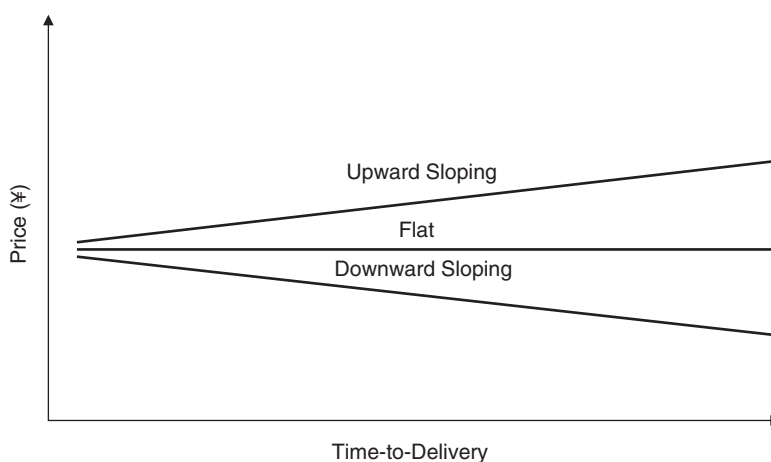 Price (¥)
Upward Sloping
Flat
Downward Sloping
Time-to-Delivery